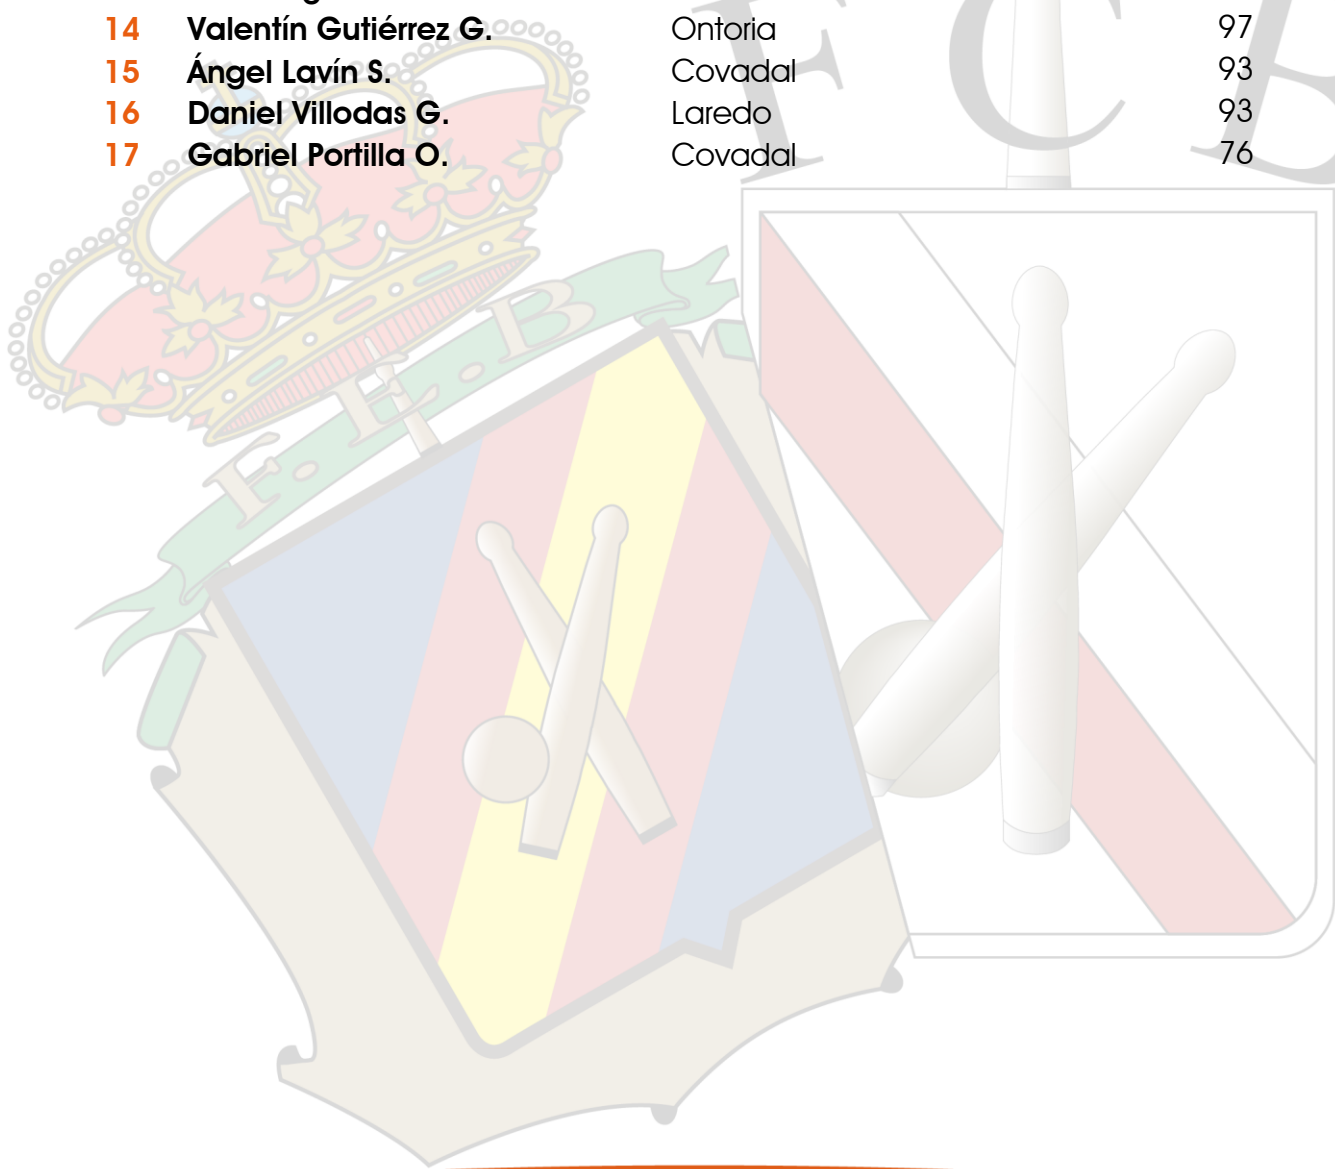 14 Valentín Gutiérrez G. Ontoria 97
15 Ángel Lavín S. Covadal 93
16 Daniel Villodas G. Laredo 93
17 Gabriel Portilla O. Covadal 76
F C B
F. E. B